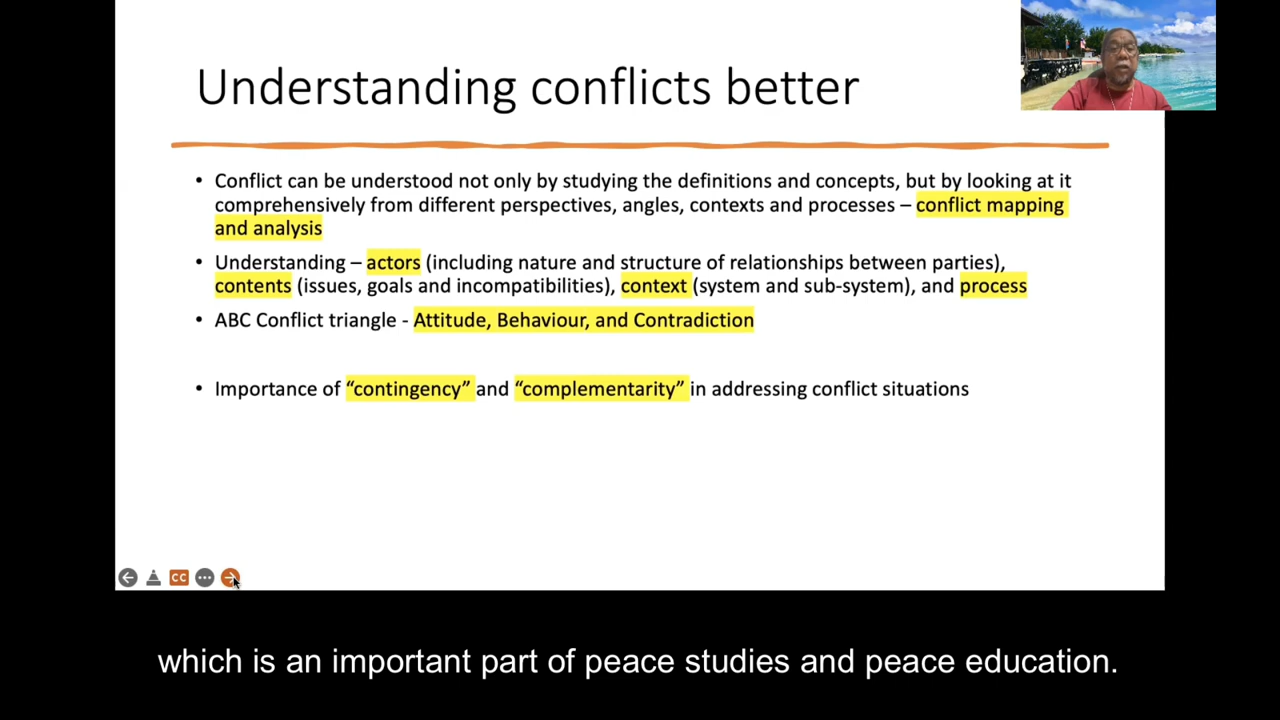 Understanding conflicts better
• Conflict can be understood not only by studying the definitions and concepts, but by looking at it
comprehensively from different perspectives, angles, contexts and processes – conflict mapping
and analysis
• Understanding – actors (including nature and structure of relationships between parties),
contents (issues, goals and incompatibilities), context (system and sub-system), and process
• ABC Conflict triangle - Attitude, Behaviour, and Contradiction
• Importance of “contingency” and “complementarity” in addressing conflict situations
CC
which is an important part of peace studies and peace education.